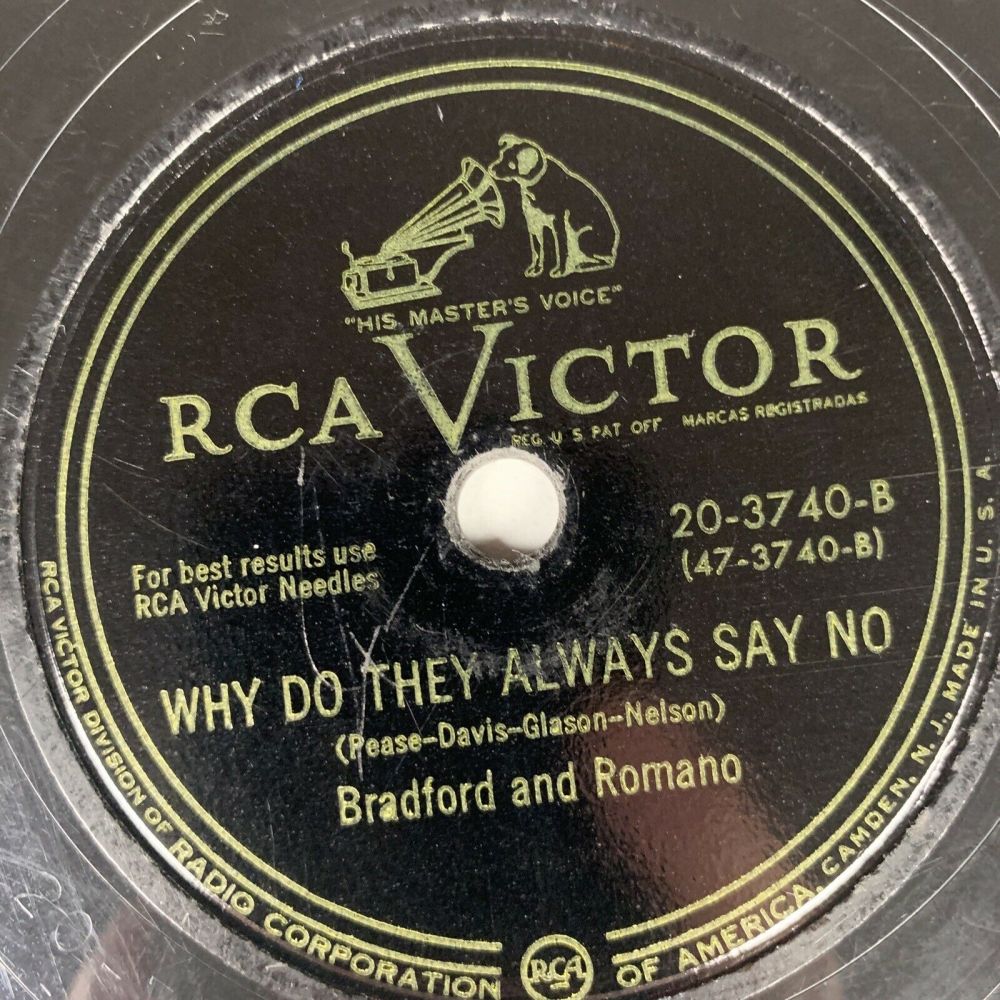 "HIS MASTER'S VOICE"
RCA VICTOR
REG. U S PAT OFF MARCAS REGISTRADAS
20-3740-B
(47-3740-B)
For best results use
RCA Victor Needles
WHY DO THEY ALWAYS SAY NO
(Pease-Davis-Glason-Nelson)
Bradford and Romano
RCA VICTOR DIVISION OF RADIO CORPORATION OF AMERICA, CAMDEN, N. J., MADE IN U. S. A.
RCA